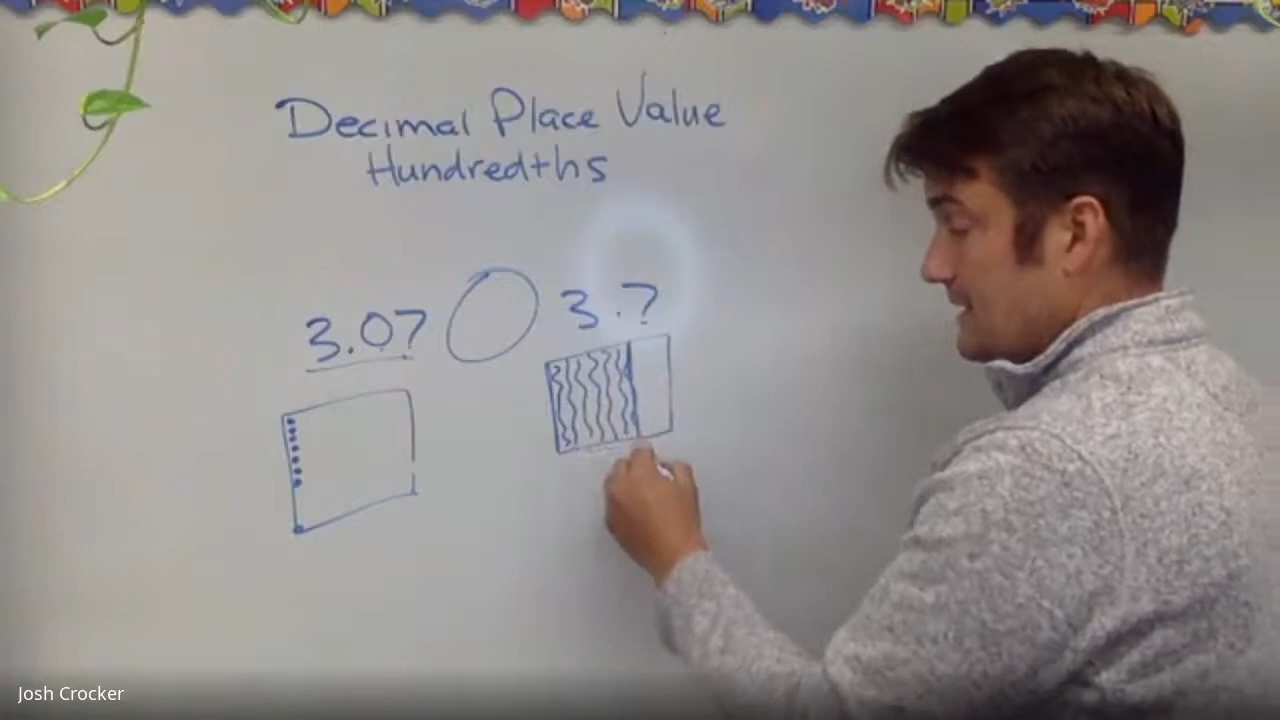 Decimal Place Value
Hundredths
3.07
3.7
Josh Crocker